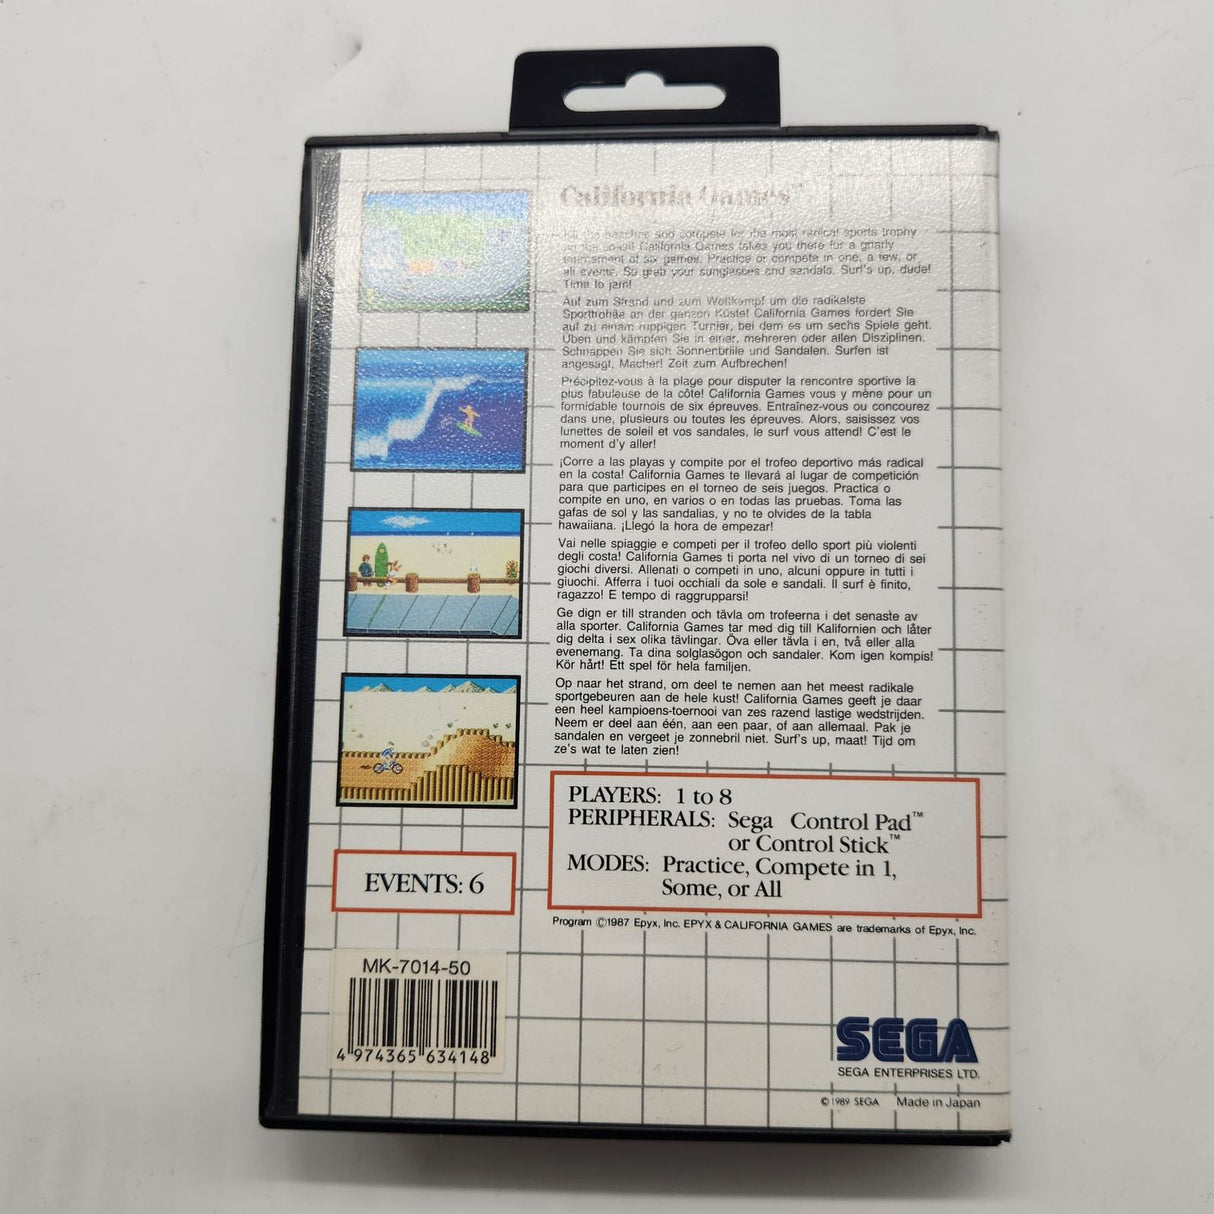 California Games™
Hit the beaches and compete for the most radical sports trophy
on the coast! California Games takes you there for a gnarly
tournament of six games. Practice or compete in one, a few, or
all events. So grab your sunglasses and sandals. Surf's up, dude!
Time to jam!
Auf zum Strand und zum Wettkampf um die radikalste
Sporttrohäe an der ganzen Küste! California Games fordert Sie
auf zu einem ruppigen Turnier, bei dem es um sechs Spiele geht.
Üben und kämpfen Sie in einer, mehreren oder allen Disziplinen.
Schnappen Sie sich Sonnenbrille und Sandalen. Surfen ist
angesagt, Macher! Zeit zum Aufbrechen!
Précipitez-vous à la plage pour disputer la rencontre sportive la
plus fabuleuse de la côte! California Games vous y mène pour un
formidable tournois de six épreuves. Entraînez-vous ou concourez
dans une, plusieurs ou toutes les épreuves. Alors, saisissez vos
lunettes de soleil et vos sandales, le surf vous attend! C'est le
moment d'y aller!
¡Corre a las playas y compite por el trofeo deportivo más radical
en la costa! California Games te llevará al lugar de competición
para que participes en el torneo de seis juegos. Practica o
compite en uno, en varios o en todas las pruebas. Toma las
gafas de sol y las sandalias, y no te olvides de la tabla
hawaiiana. ¡Llegó la hora de empezar!
Vai nelle spiaggie e competi per il trofeo dello sport più violenti
degli costa! California Games ti porta nel vivo di un torneo di sei
giochi diversi. Allenati o competi in uno, alcuni oppure in tutti i
giuochi. Afferra i tuoi occhiali da sole e sandali. Il surf è finito,
ragazzo! E tempo di raggrupparsi!
Ge dign er till stranden och tävla om trofeerna i det senaste av
alla sporter. California Games tar med dig till Kalifornien och låter
dig delta i sex olika tävlingar. Öva eller tävla i en, två eller alla
evenemang. Ta dina solglasögon och sandaler. Kom igen kompis!
Kör hårt! Ett spel för hela familjen.
Op naar het strand, om deel te nemen aan het meest radikale
sportgebeuren aan de hele kust! California Games geeft je daar
een heel kampioens-toernooi van zes razend lastige wedstrijden.
Neem er deel aan één, aan een paar, of aan allemaal. Pak je
sandalen en vergeet je zonnebril niet. Surf's up, maat! Tijd om
ze's wat te laten zien!
PLAYERS: 1 to 8
PERIPHERALS: Sega Control Pad™
or Control Stick™
MODES: Practice, Compete in 1,
Some, or All
EVENTS: 6
Program ©1987 Epyx, Inc. EPYX & CALIFORNIA GAMES are trademarks of Epyx, Inc.
MK-7014-50
4 974365 634148
SEGA
SEGA ENTERPRISES LTD.
©1989 SEGA Made in Japan